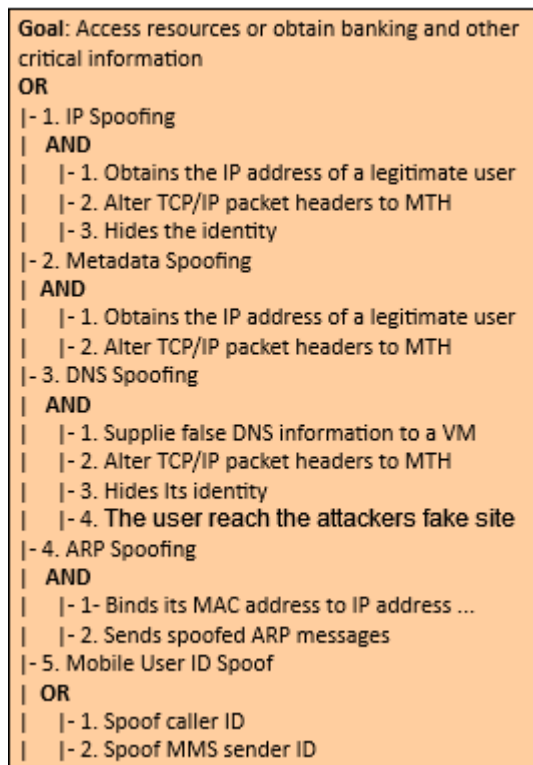 Goal: Access resources or obtain banking and other
critical information
OR
|- 1. IP Spoofing
| AND
| |- 1. Obtains the IP address of a legitimate user
| |- 2. Alter TCP/IP packet headers to MTH
| |- 3. Hides the identity
|- 2. Metadata Spoofing
| AND
| |- 1. Obtains the IP address of a legitimate user
| |- 2. Alter TCP/IP packet headers to MTH
|- 3. DNS Spoofing
| AND
| |- 1. Supplie false DNS information to a VM
| |- 2. Alter TCP/IP packet headers to MTH
| |- 3. Hides Its identity
| |- 4. The user reach the attackers fake site
|- 4. ARP Spoofing
| AND
| |- 1- Binds its MAC address to IP address ...
| |- 2. Sends spoofed ARP messages
|- 5. Mobile User ID Spoof
| OR
| |- 1. Spoof caller ID
| |- 2. Spoof MMS sender ID